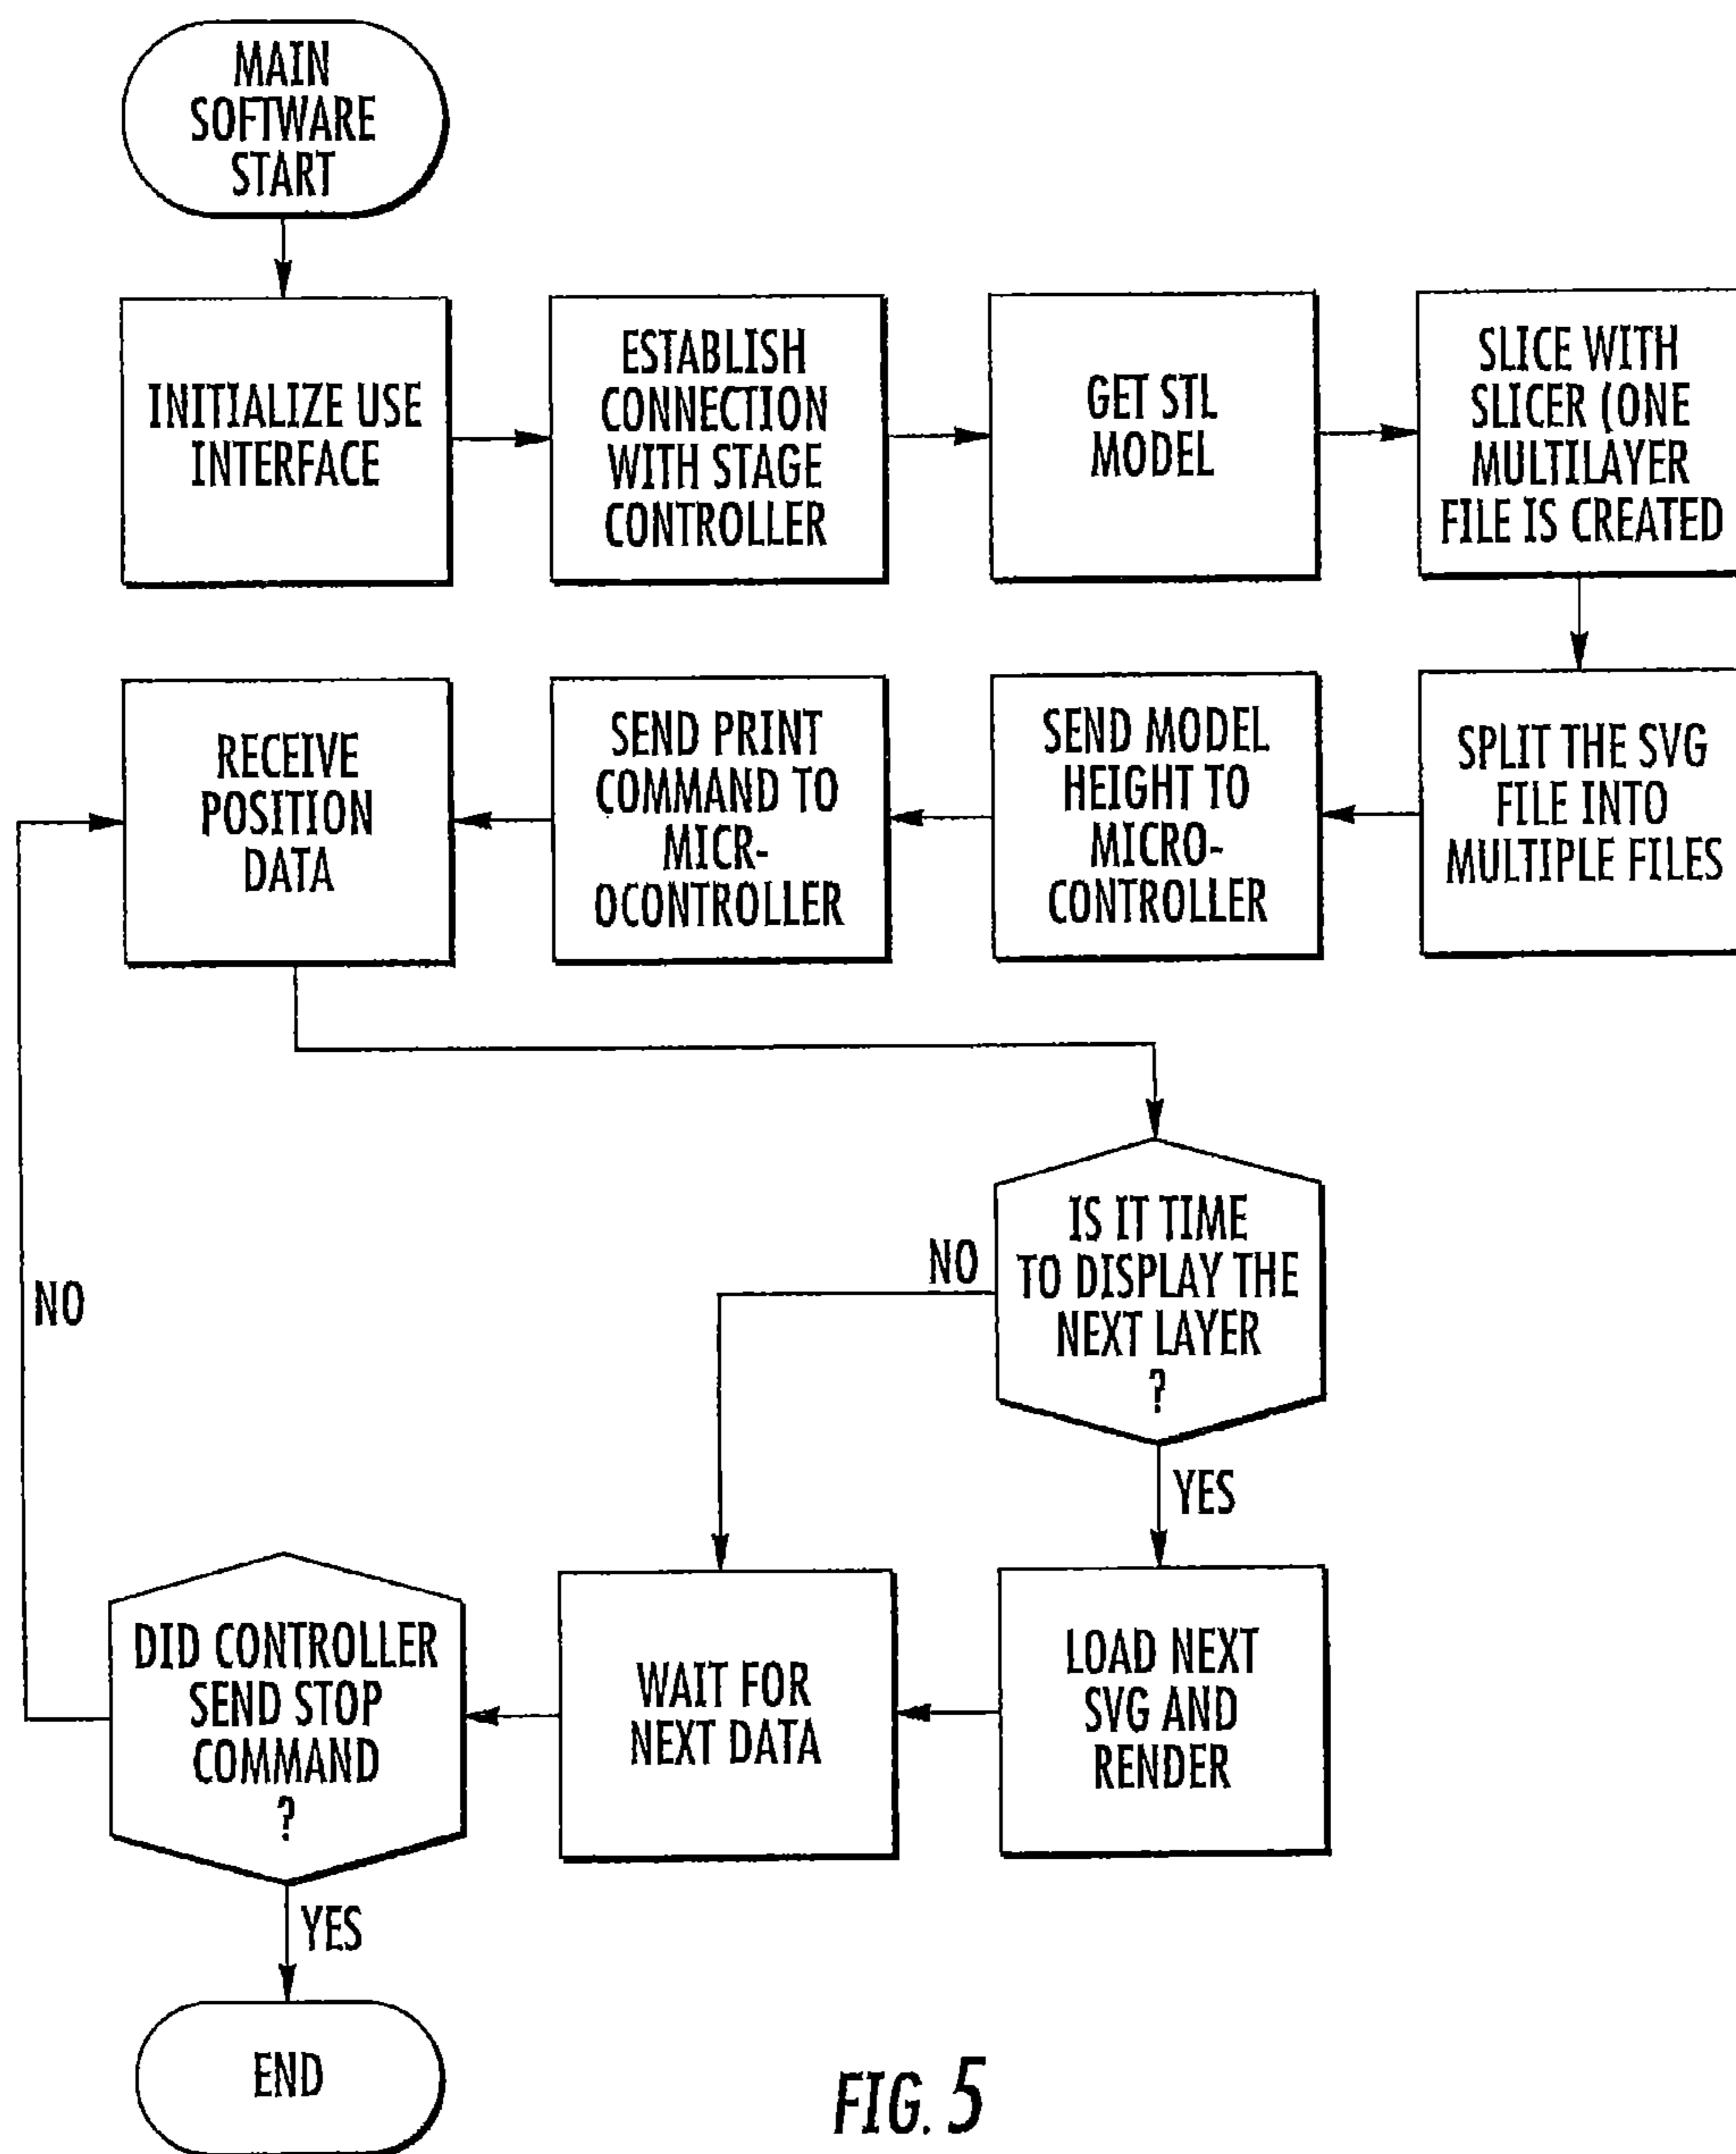 MAIN
SOFTWARE
START
INITIALIZE USE
INTERFACE
ESTABLISH
CONNECTION
WITH STAGE
CONTROLLER
GET STL
MODEL
SLICE WITH
SLICER (ONE
MULTILAYER
FILE IS CREATED
SPLIT THE SVG
FILE INTO
MULTIPLE FILES
SEND MODEL
HEIGHT TO
MICRO-
CONTROLLER
SEND PRINT
COMMAND TO
MICR-
OCONTROLLER
RECEIVE
POSITION
DATA
IS IT TIME
TO DISPLAY THE
NEXT LAYER
?
NO
YES
LOAD NEXT
SVG AND
RENDER
WAIT FOR
NEXT DATA
DID CONTROLLER
SEND STOP
COMMAND
?
NO
YES
END
FIG. 5